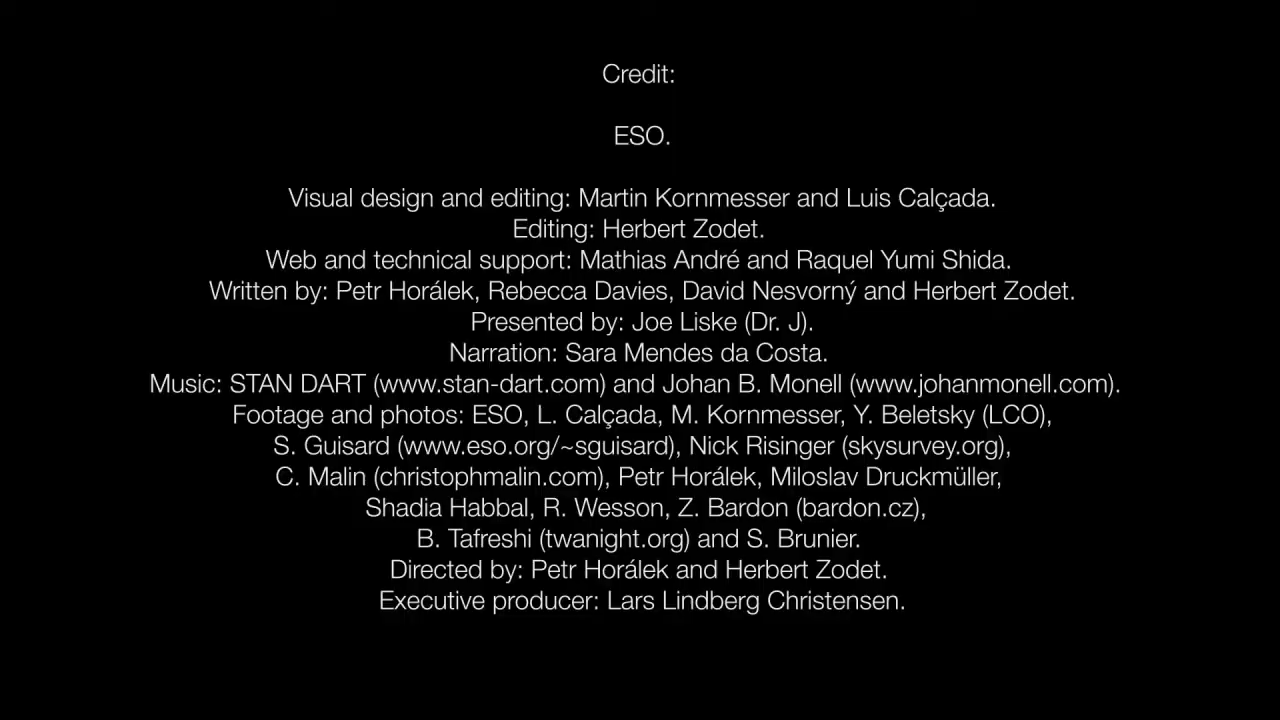 Credit:
ESO.
Visual design and editing: Martin Kornmesser and Luis Calçada.
Editing: Herbert Zodet.
Web and technical support: Mathias André and Raquel Yumi Shida.
Written by: Petr Horálek, Rebecca Davies, David Nesvorný and Herbert Zodet.
Presented by: Joe Liske (Dr. J).
Narration: Sara Mendes da Costa.
Music: STAN DART (www.stan-dart.com) and Johan B. Monell (www.johanmonell.com).
Footage and photos: ESO, L. Calçada, M. Kornmesser, Y. Beletsky (LCO),
S. Guisard (www.eso.org/~sguisard), Nick Risinger (skysurvey.org),
C. Malin (christophmalin.com), Petr Horálek, Miloslav Druckmüller,
Shadia Habbal, R. Wesson, Z. Bardon (bardon.cz),
B. Tafreshi (twanight.org) and S. Brunier.
Directed by: Petr Horálek and Herbert Zodet.
Executive producer: Lars Lindberg Christensen.